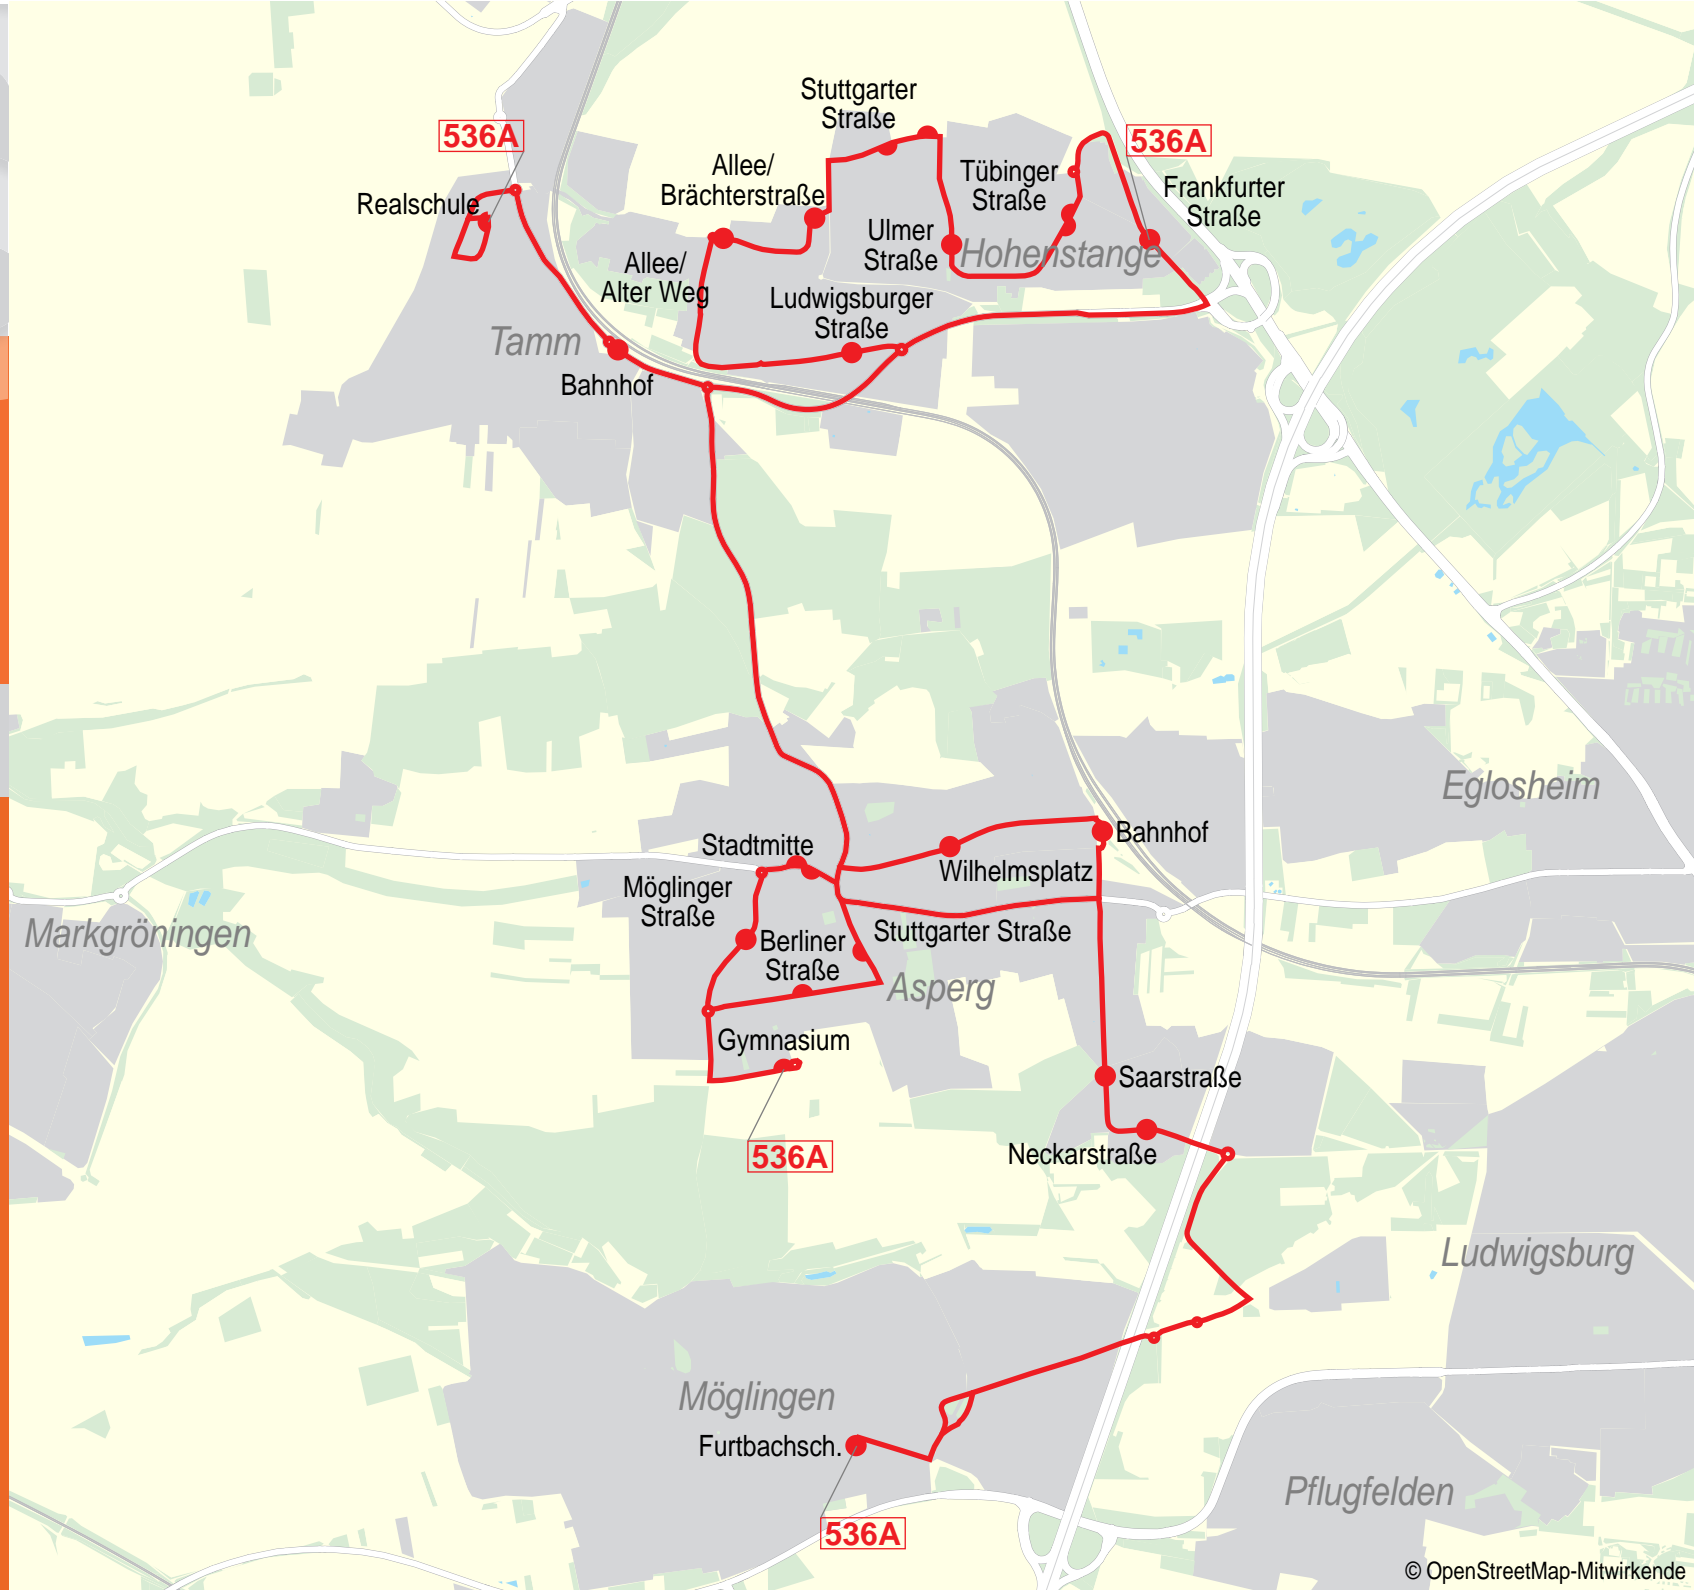 Stuttgarter
Straße
536A
536A
Allee/
Brächterstraße
Tübinger
Straße
Frankfurter
Straße
Realschule
Ulmer
Straße
Hohenstange
Allee/
Alter Weg
Ludwigsburger
Straße
Tamm
Bahnhof
Eglosheim
Bahnhof
Stadtmitte
Wilhelmsplatz
Möglinger
Straße
Markgröningen
Stuttgarter Straße
Berliner
Straße
Asperg
Gymnasium
Saarstraße
536A
Neckarstraße
Ludwigsburg
Möglingen
Furtbachsch.
Pflugfelden
536A
© OpenStreetMap-Mitwirkende